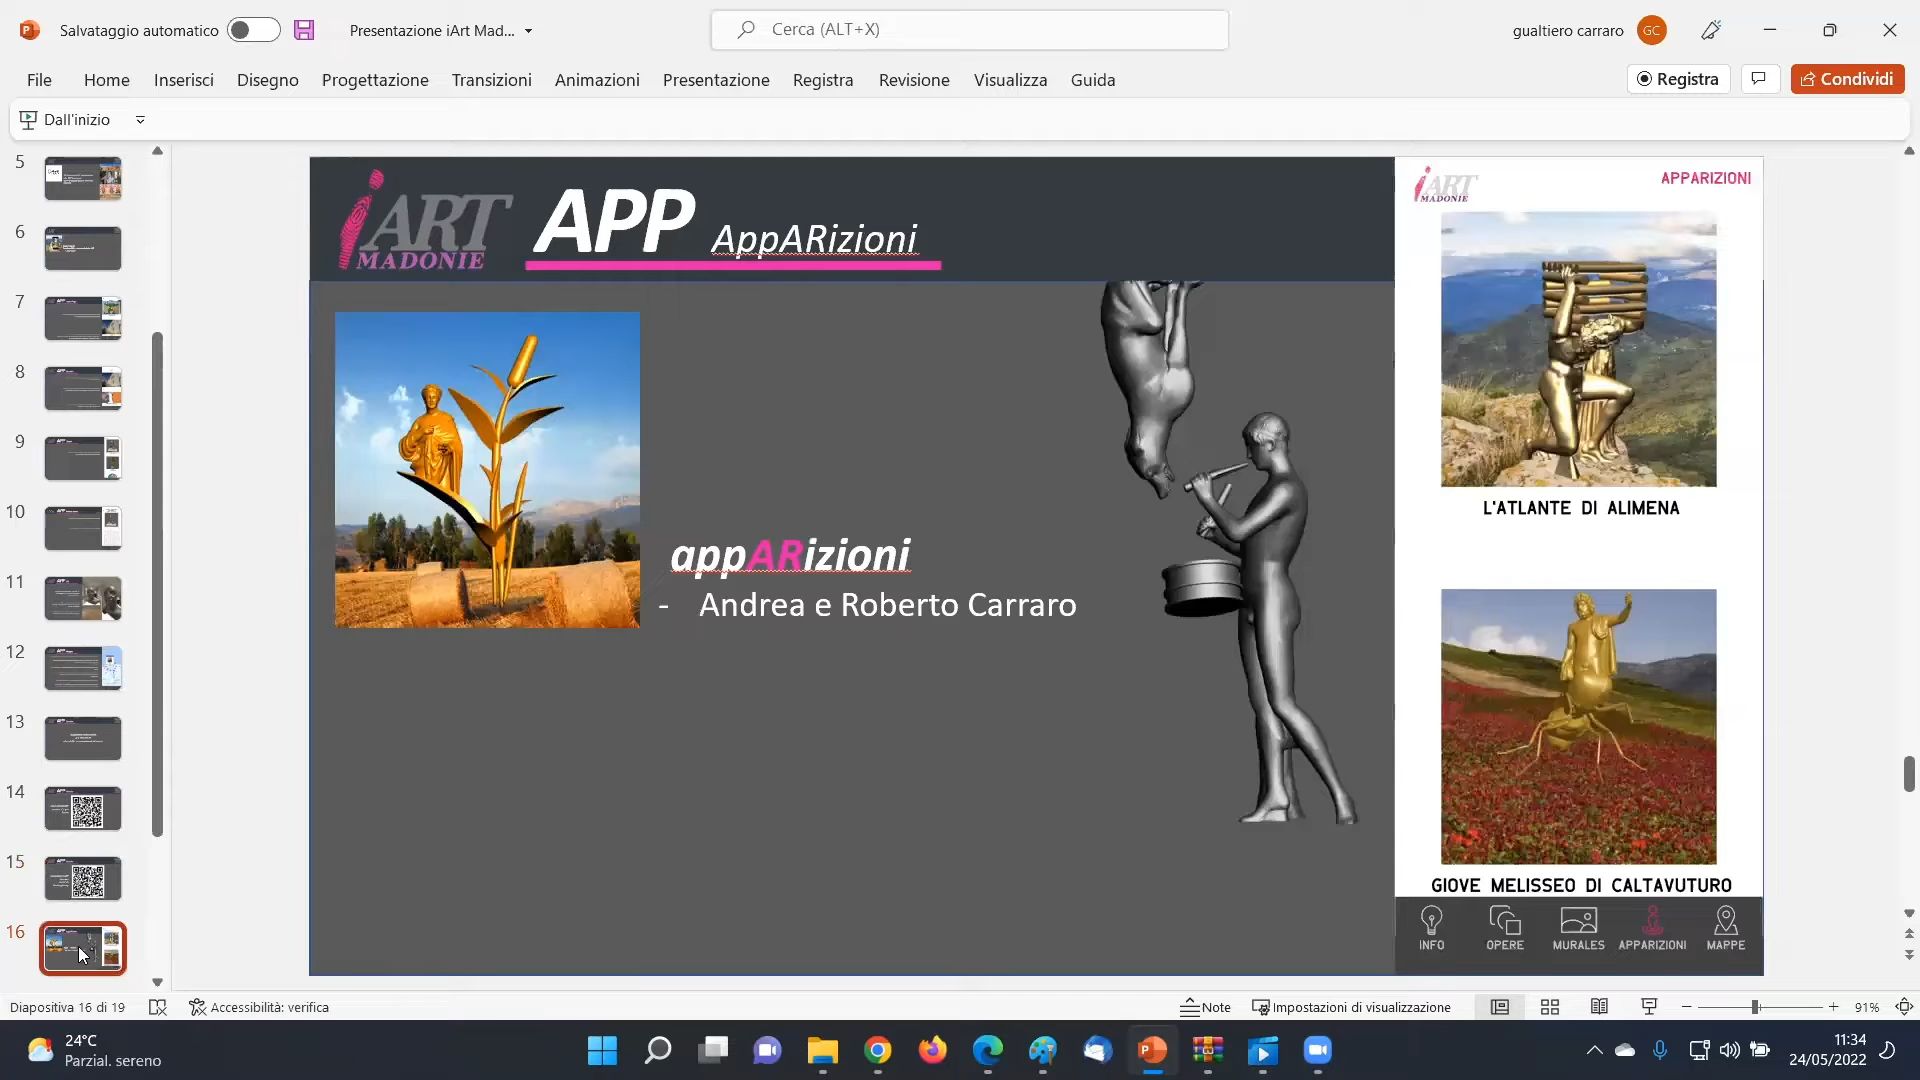 Salvataggio automatico
Presentazione iArt Mad...
Cerca (ALT+X)
gualtiero carraro
GC
File
Home
Inserisci
Disegno
Progettazione
Transizioni
Animazioni
Presentazione
Registra
Revisione
Visualizza
Guida
Registra
Condividi
Dall'inizio
5
6
7
8
9
10
11
12
13
14
15
16
iART
MADONIE
APP AppARizioni
appARizioni
- Andrea e Roberto Carraro
iART
MADONIE
APPARIZIONI
L'ATLANTE DI ALIMENA
GIOVE MELISSEO DI CALTAVUTURO
INFO
OPERE
MURALES
APPARIZIONI
MAPPE
Diapositiva 16 di 19
Accessibilità: verifica
Note
Impostazioni di visualizzazione
91%
24°C
Parzial. sereno
11:34
24/05/2022